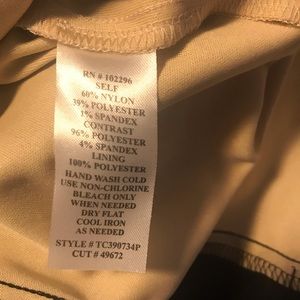 RN # 102296
SELF
60% NYLON
39% POLYESTER
1% SPANDEX
CONTRAST
96% POLYESTER
4% SPANDEX
LINING
100% POLYESTER
HAND WASH COLD
USE NON-CHLORINE
BLEACH ONLY
WHEN NEEDED
DRY FLAT
COOL IRON
AS NEEDED
STYLE # TC390734P
CUT # 49672